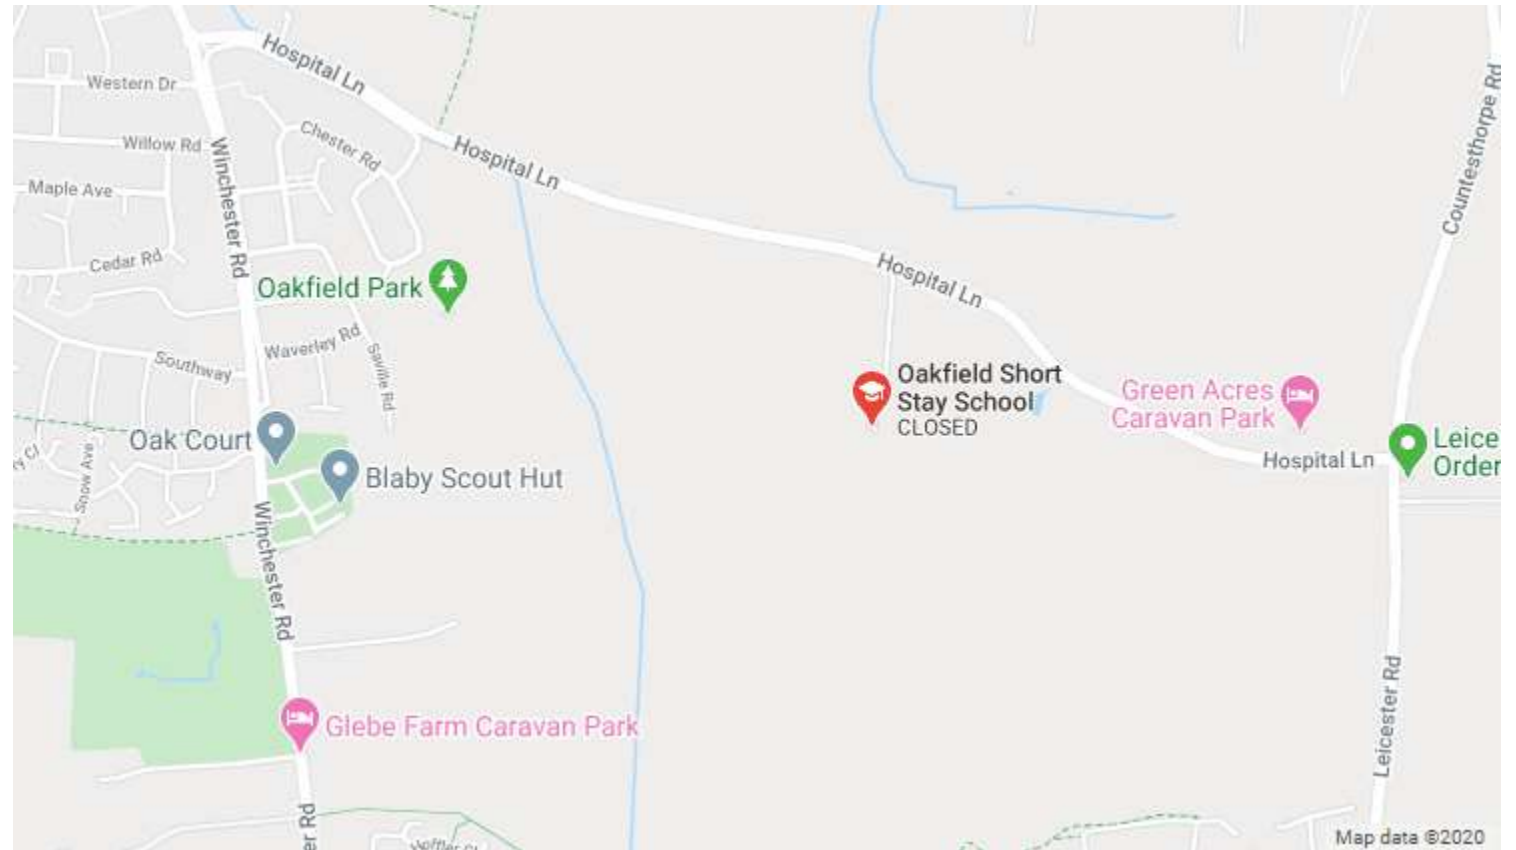 Hospital Ln
Western Dr
Countesthorpe Rd
Chester Rd
Willow Rd
Hospital Ln
Winchester Rd
Maple Ave
Cedar Rd
Hospital Ln
Oakfield Park
Waverley Rd
Southway
Saville Rd
Oakfield Short
Stay School
CLOSED
Green Acres
Caravan Park
Oak Court
Leice
Order
Hospital Ln
Snow Ave
Blaby Scout Hut
Winchester Rd
Leicester Rd
Glebe Farm Caravan Park
er Rd
Map data ©2020